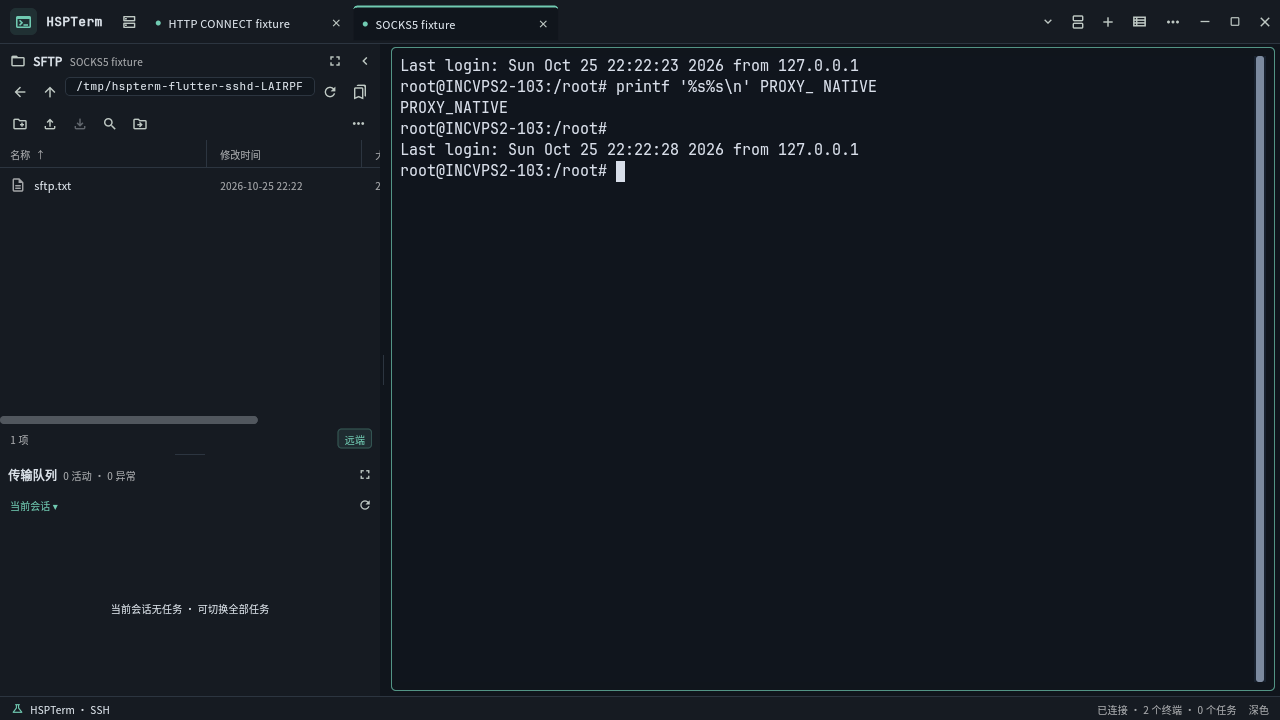 HSPTerm
HTTP CONNECT fixture
SOCKS5 fixture
SFTP SOCKS5 fixture
/tmp/hspterm-flutter-sshd-LAIRPF
名称 ↑ 修改时间
sftp.txt 2026-10-25 22:22 2
1 项 远端
传输队列 0 活动 · 0 异常
当前会话 ▾
当前会话无任务 · 可切换全部任务
Last login: Sun Oct 25 22:22:23 2026 from 127.0.0.1
root@INCVPS2-103:/root# printf '%s%s\n' PROXY_ NATIVE
PROXY_NATIVE
root@INCVPS2-103:/root#
Last login: Sun Oct 25 22:22:28 2026 from 127.0.0.1
root@INCVPS2-103:/root#
HSPTerm · SSH
已连接 · 2 个终端 · 0 个任务 深色